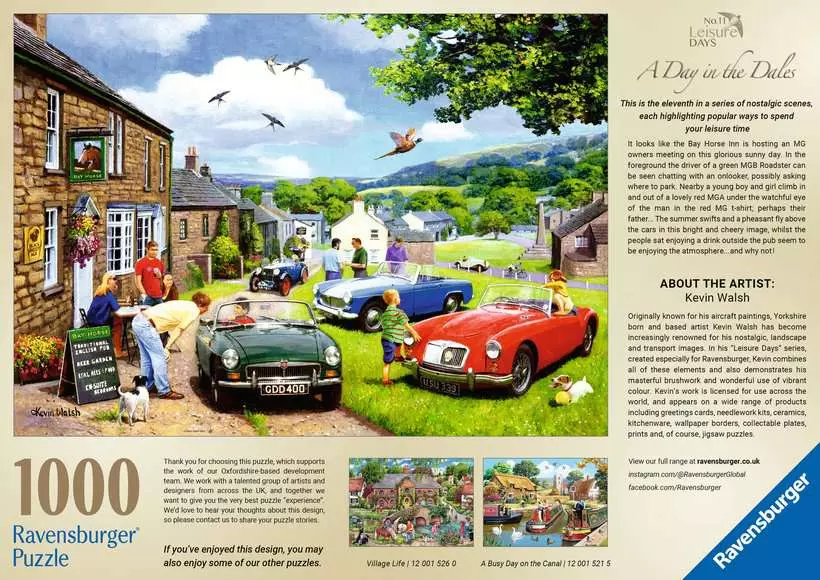 No.11
Leisure
DAYS
A Day in the Dales
This is the eleventh in a series of nostalgic scenes,
each highlighting popular ways to spend
your leisure time
It looks like the Bay Horse Inn is hosting an MG
owners meeting on this glorious sunny day. In the
foreground the driver of a green MGB Roadster can
be seen chatting with an onlooker, possibly asking
where to park. Nearby a young boy and girl climb in
and out of a lovely red MGA under the watchful eye
of the man in the red MG t-shirt; perhaps their
father... The summer swifts and a pheasant fly above
the cars in this bright and cheery image, whilst the
people sat enjoying a drink outside the pub seem to
be enjoying the atmosphere...and why not!
ABOUT THE ARTIST:
Kevin Walsh
Originally known for his aircraft paintings, Yorkshire
born and based artist Kevin Walsh has become
increasingly renowned for his nostalgic, landscape
and transport images. In his "Leisure Days" series,
created especially for Ravensburger, Kevin combines
all of these elements and also demonstrates his
masterful brushwork and wonderful use of vibrant
colour. Kevin's work is licensed for use across the
world, and appears on a wide range of products
including greetings cards, needlework kits, ceramics,
kitchenware, wallpaper borders, collectable plates,
prints and, of course, jigsaw puzzles.
View our full range at ravensburger.co.uk
instagram.com/@RavensburgerGlobal
facebook.com/Ravensburger
Ravensburger
BAY HORSE
BAY HORSE
TRADITIONAL
ENGLISH PUB
BEER GARDEN
REAL ALES & FOOD
EN-SUITE
BEDROOMS
GDD 400
USU 339
Kevin Walsh
1000
Ravensburger®
Puzzle
Thank you for choosing this puzzle, which supports
the work of our Oxfordshire-based development
team. We work with a talented group of artists and
designers from across the UK, and together we
want to give you the very best puzzle "experience".
We'd love to hear your thoughts about this design,
so please contact us to share your puzzle stories.
If you've enjoyed this design, you may
also enjoy some of our other puzzles.
Village Life | 12 001 526 0
A Busy Day on the Canal | 12 001 521 5